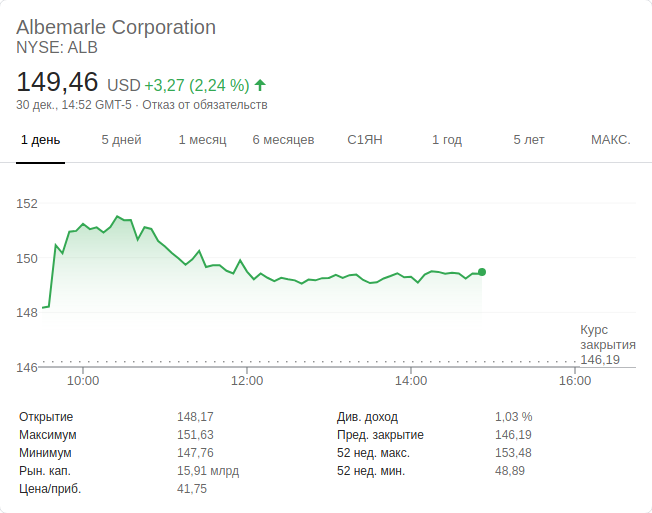 Albemarle Corporation
NYSE: ALB
149,46 USD +3,27 (2,24 %)
30 дек., 14:52 GMT-5 · Отказ от обязательств
1 день 5 дней 1 месяц 6 месяцев С1ЯН 1 год 5 лет МАКС.
152
150
148
Курс
закрытия
146,19
146
10:00 12:00 14:00 16:00
Открытие 148,17 Див. доход 1,03 %
Максимум 151,63 Пред. закрытие 146,19
Минимум 147,76 52 нед. макс. 153,48
Рын. кап. 15,91 млрд 52 нед. мин. 48,89
Цена/приб. 41,75